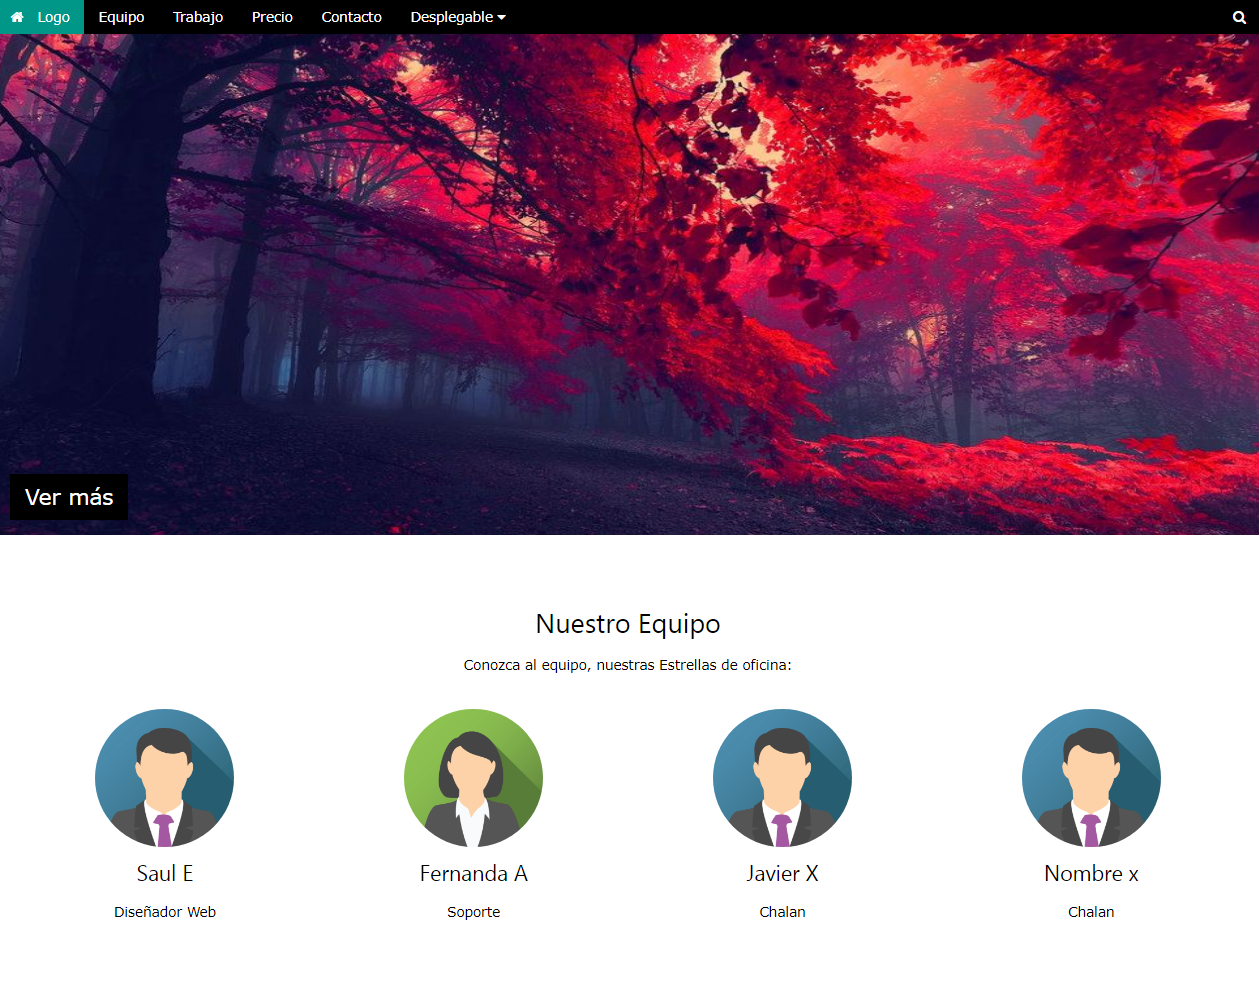 Logo Equipo Trabajo Precio Contacto Desplegable
Ver más
Nuestro Equipo
Conozca al equipo, nuestras Estrellas de oficina:
Saul E Fernanda A Javier X Nombre x
Diseñador Web Soporte Chalan Chalan